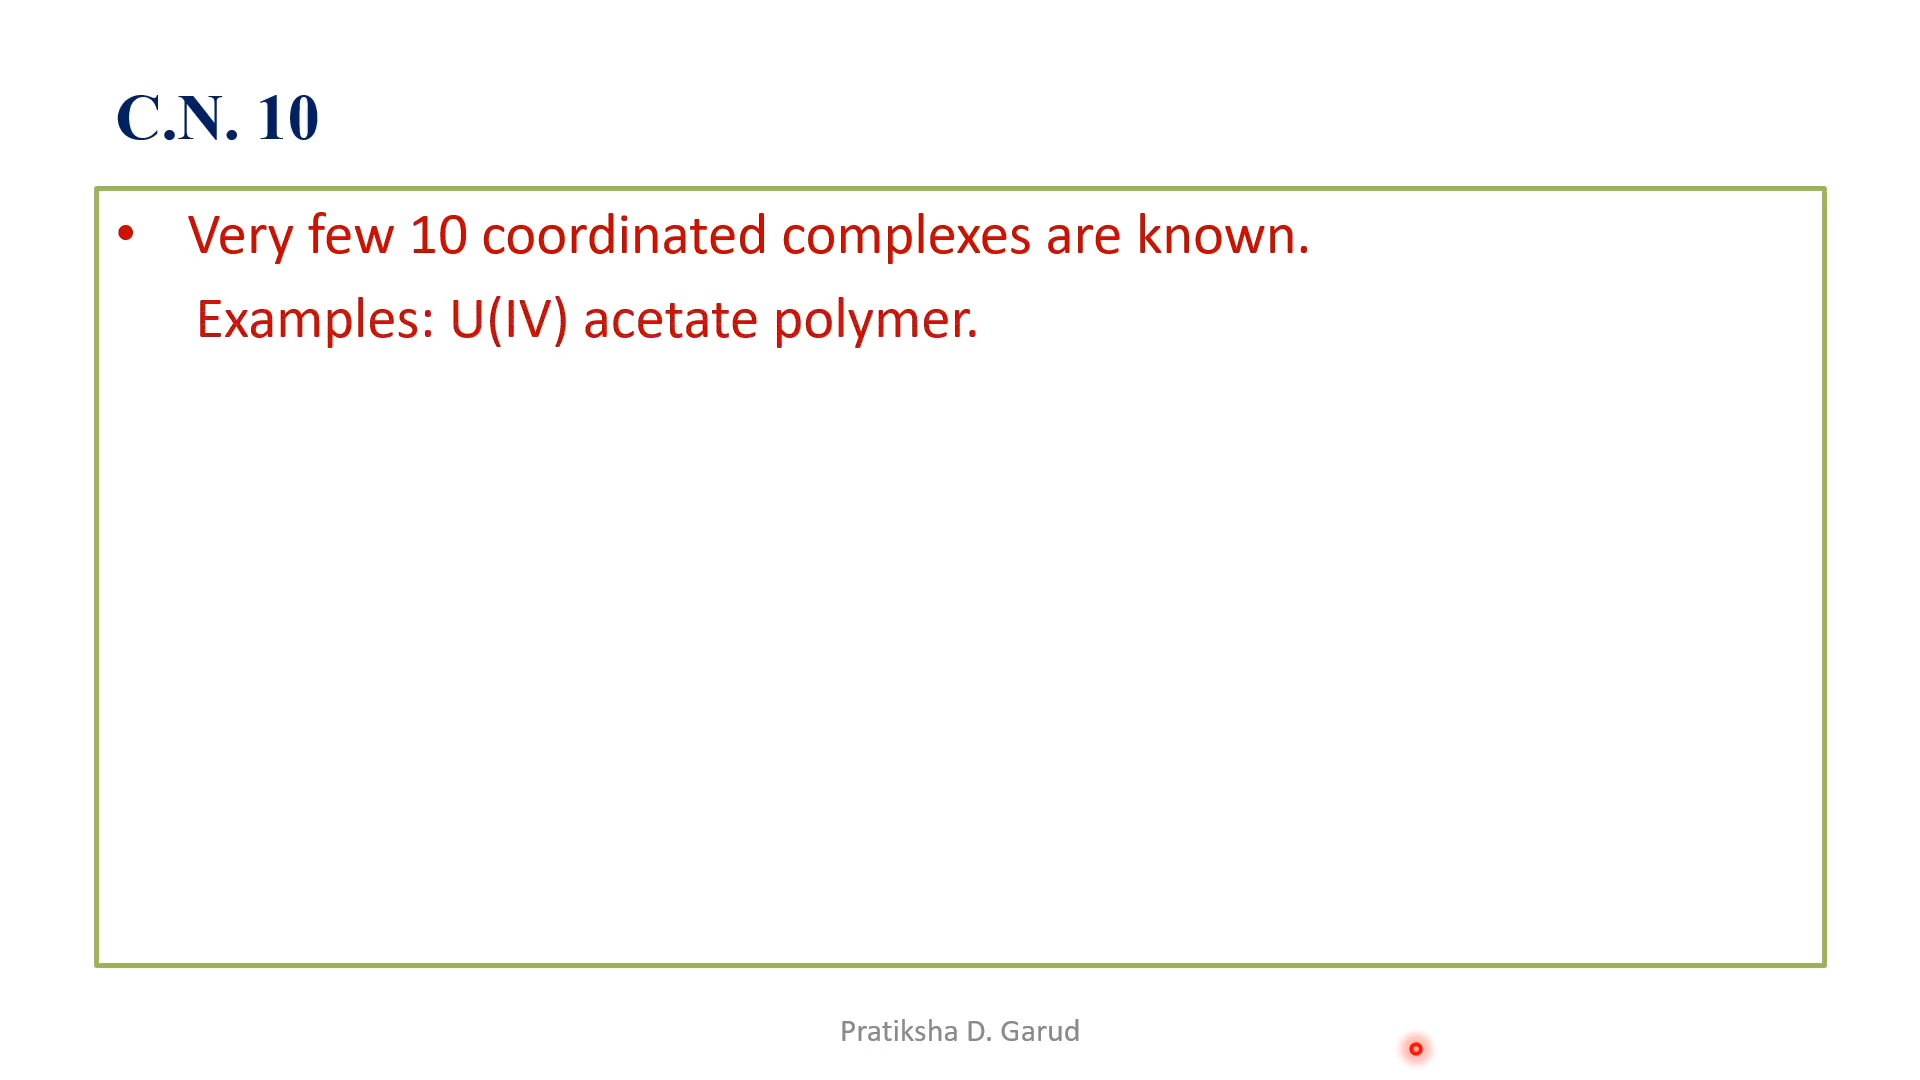 C.N. 10
• Very few 10 coordinated complexes are known.
Examples: U(IV) acetate polymer.
Pratiksha D. Garud